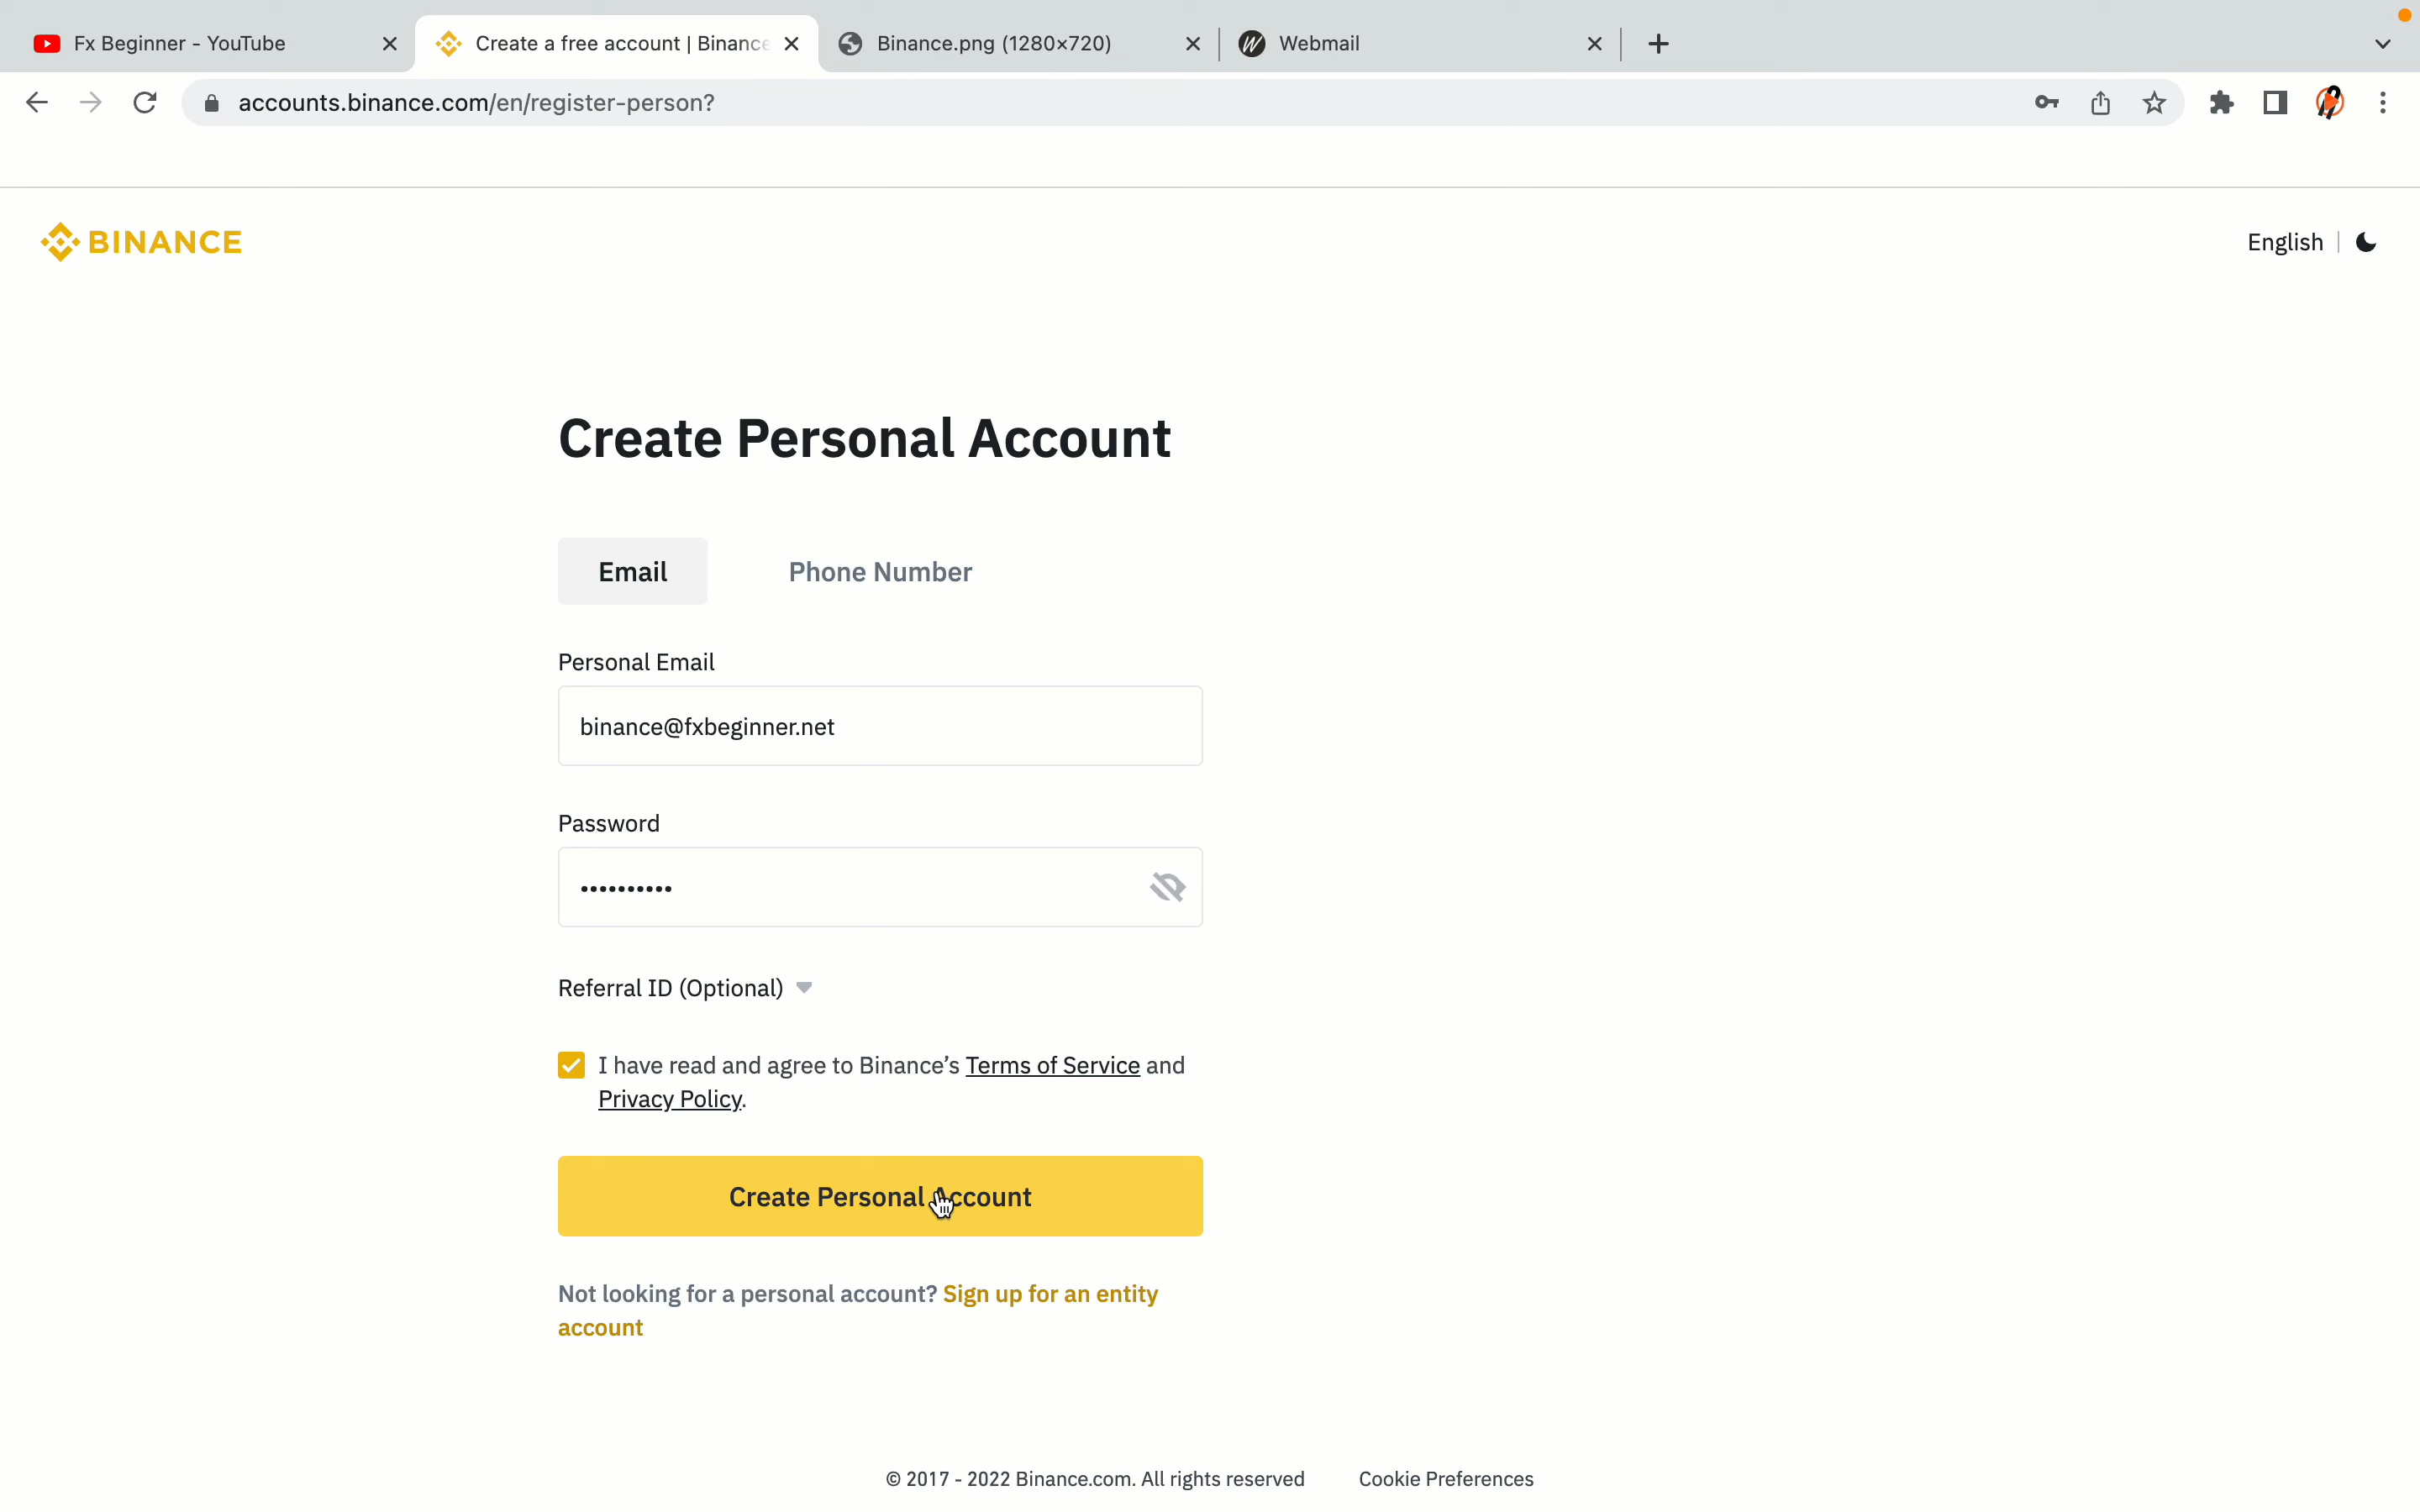 Fx Beginner - YouTube
Create a free account | Binance
Binance.png (1280×720)
Webmail
accounts.binance.com/en/register-person?
BINANCE
English
Create Personal Account
Email
Phone Number
Personal Email
binance@fxbeginner.net
Password
••••••••••
Referral ID (Optional)
I have read and agree to Binance’s Terms of Service and
Privacy Policy.
Create Personal Account
Not looking for a personal account? Sign up for an entity
account
© 2017 - 2022 Binance.com. All rights reserved
Cookie Preferences